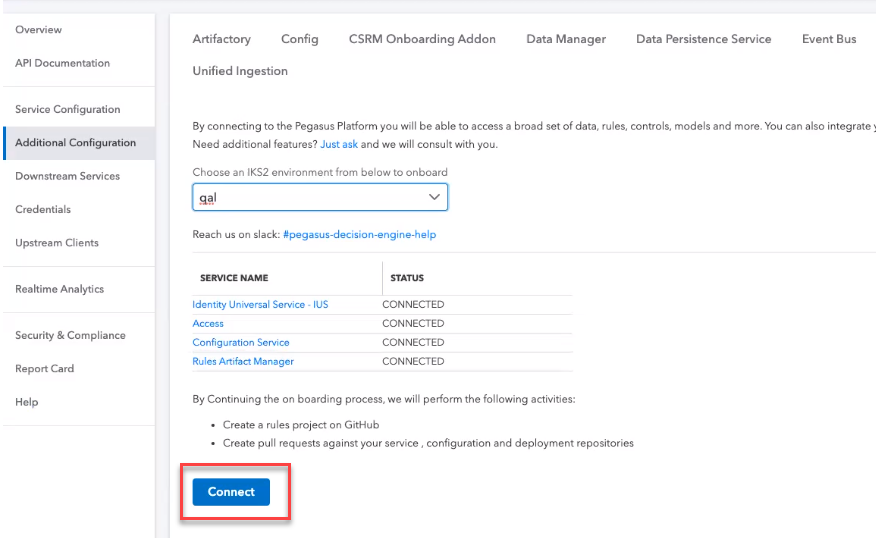 Overview
API Documentation
Service Configuration
Additional Configuration
Downstream Services
Credentials
Upstream Clients
Realtime Analytics
Security & Compliance
Report Card
Help
Artifactory Config CSRM Onboarding Addon Data Manager Data Persistence Service Event Bus
Unified Ingestion
By connecting to the Pegasus Platform you will be able to access a broad set of data, rules, controls, models and more. You can also integrate
Need additional features? Just ask and we will consult with you.
Choose an IKS2 environment from below to onboard
qal
Reach us on slack: #pegasus-decision-engine-help
SERVICE NAME STATUS
Identity Universal Service - IUS CONNECTED
Access CONNECTED
Configuration Service CONNECTED
Rules Artifact Manager CONNECTED
By Continuing the on boarding process, we will perform the following activities:
• Create a rules project on GitHub
• Create pull requests against your service , configuration and deployment repositories
Connect